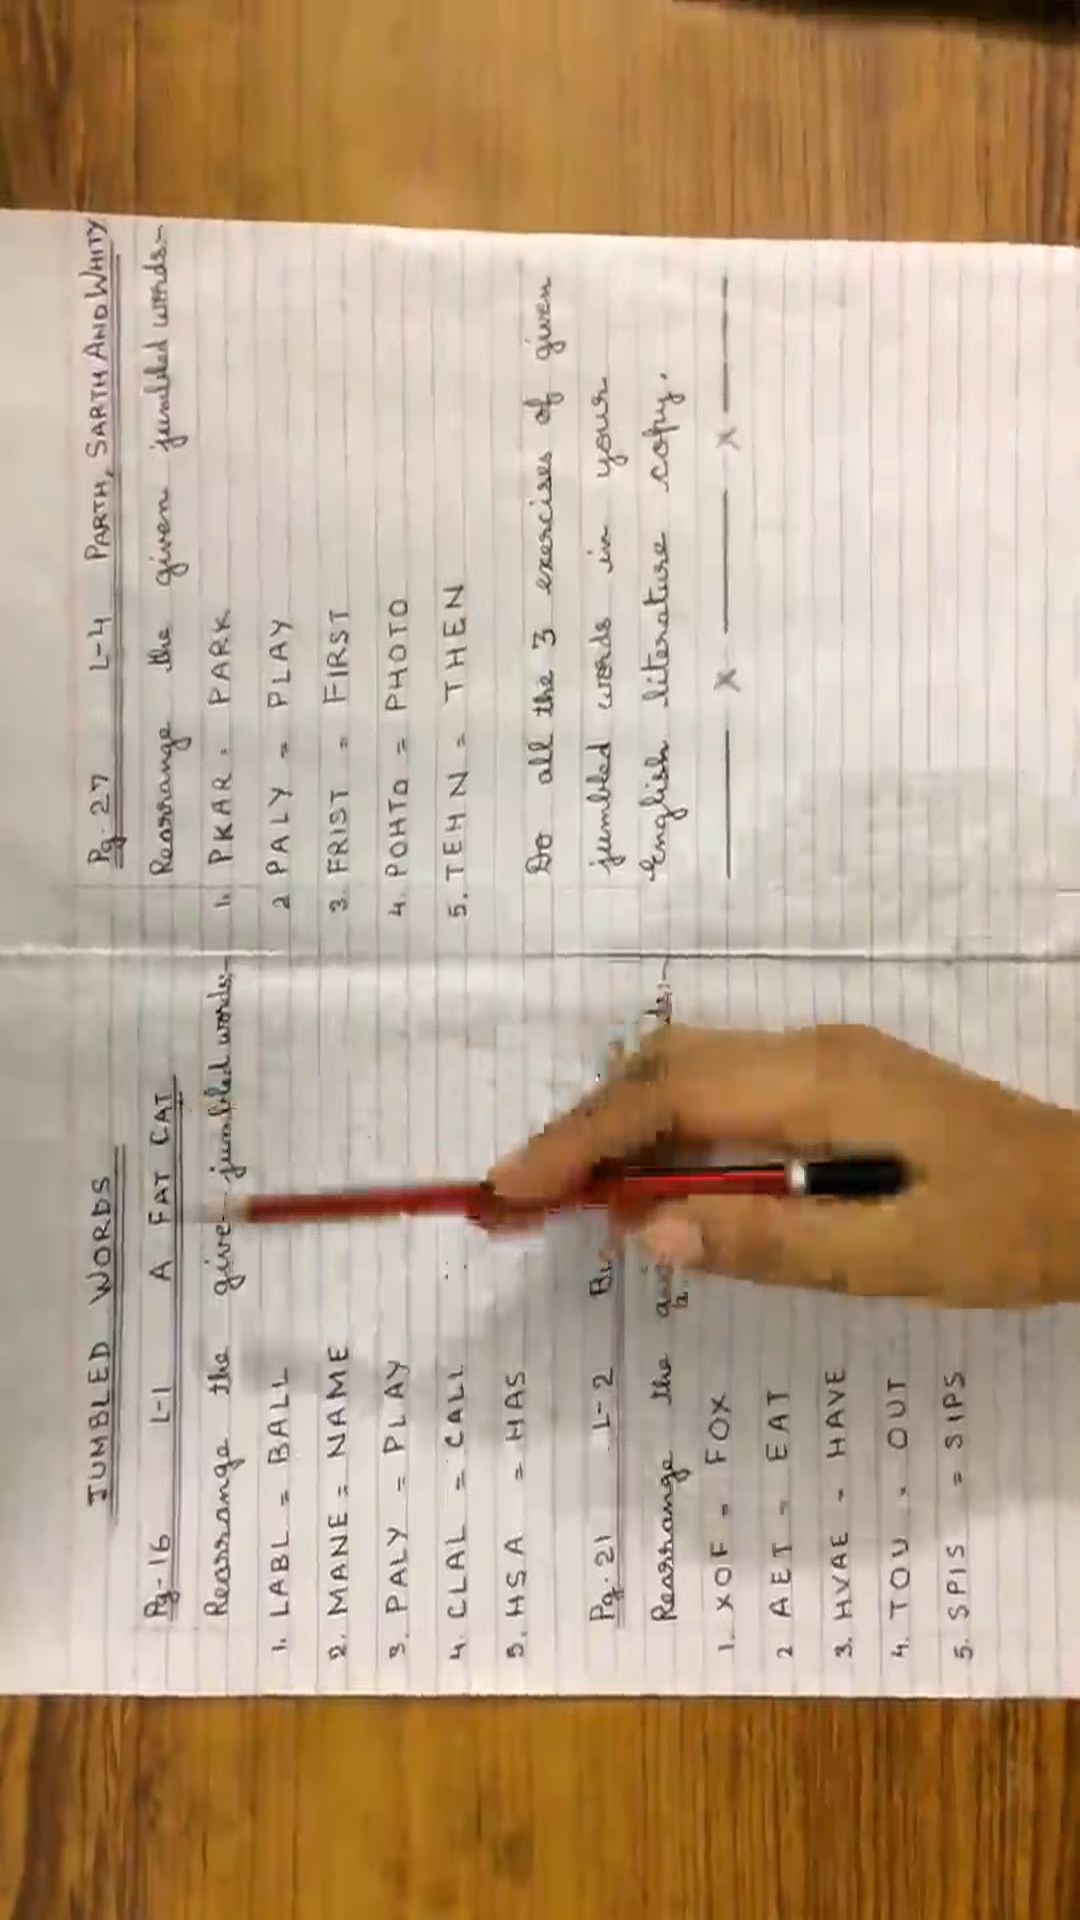 JUMBLED WORDS
Pg-16 L-1 A FAT CAT
Rearrange the give jumbled words:-
1. LABL = BALL
2. MANE = NAME
3. PALY = PLAY
4. CLAL = CALL
5. HSA = HAS
Pg. 21 L-2
Rearrange the
1. XOF = FOX
2 AET - EAT
3. HVAE - HAVE
4. TOU - OUT
5. SPIS = SIPS
Pg. 27 L-4 PARTH, SARTH AND WHITY
Rearrange the given jumbled words:-
1. PKAR = PARK
2 PALY = PLAY
3. FRIST = FIRST
4. POHTO = PHOTO
5. TEHN = THEN
Do all the 3 exercises of given
jumbled words in your
English literature copy.